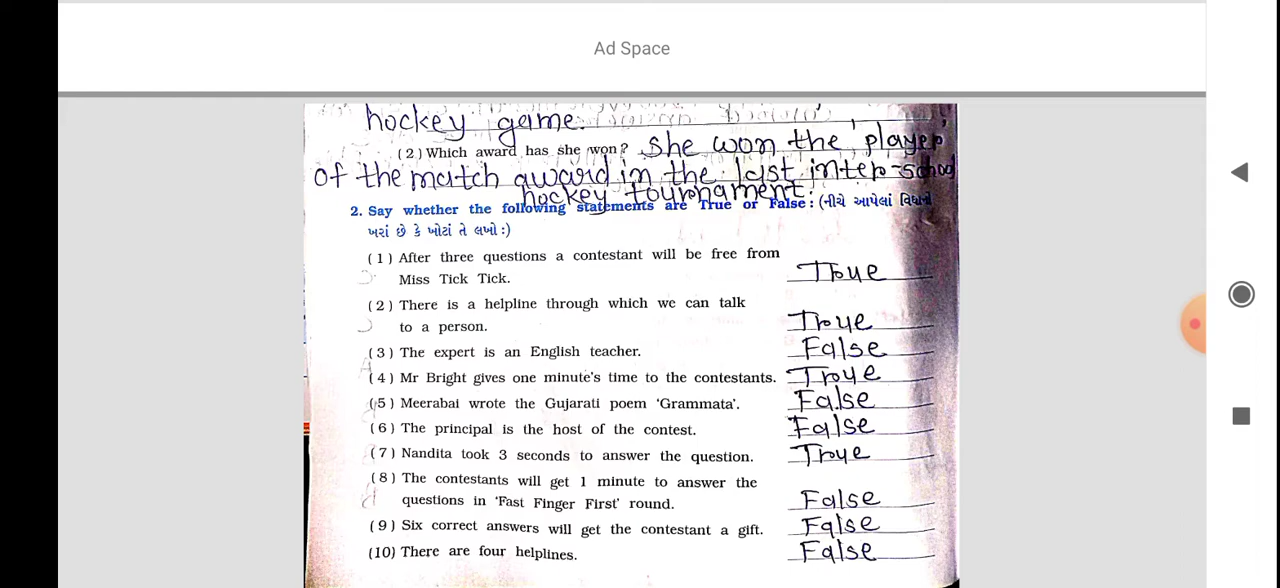 Ad Space
hockey game.
(2) Which award has she won? She won the player
of the match award in the last inter-school
hockey tournament.
2. Say whether the following statements are True or False: (નીચે આપેલાં વિધાનો
ખરાં છે કે ખોટાં તે લખો:)
(1) After three questions a contestant will be free from
Miss Tick Tick. True
(2) There is a helpline through which we can talk
to a person. True
(3) The expert is an English teacher. False
(4) Mr Bright gives one minute's time to the contestants. True
(5) Meerabai wrote the Gujarati poem 'Grammata'. False
(6) The principal is the host of the contest. False
(7) Nandita took 3 seconds to answer the question. True
(8) The contestants will get 1 minute to answer the
questions in 'Fast Finger First' round. False
(9) Six correct answers will get the contestant a gift. False
(10) There are four helplines. False